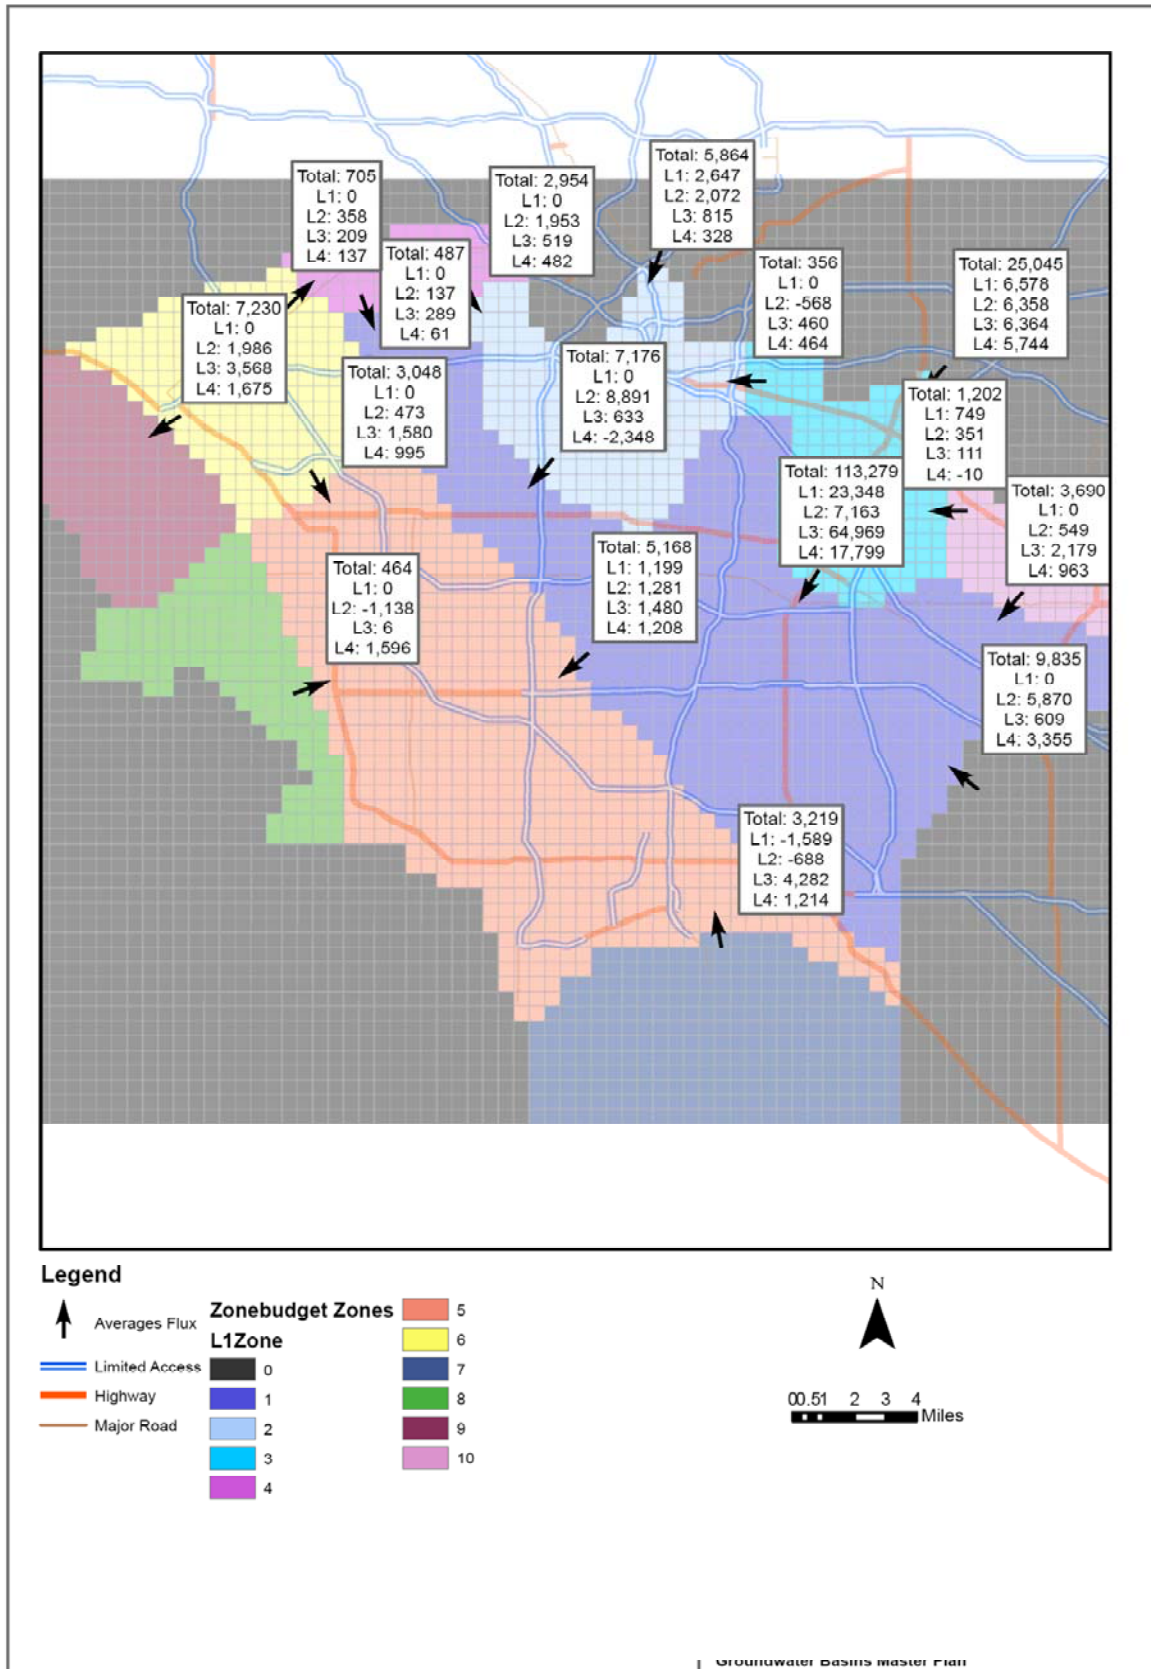 Total: 705
L1: 0
L2: 358
L3: 209
L4: 137
Total: 2,954
L1: 0
L2: 1,953
L3: 519
L4: 482
Total: 5,864
L1: 2,647
L2: 2,072
L3: 815
L4: 328
Total: 487
L1: 0
L2: 137
L3: 289
L4: 61
Total: 356
L1: 0
L2: -568
L3: 460
L4: 464
Total: 25,045
L1: 6,578
L2: 6,358
L3: 6,364
L4: 5,744
Total: 7,230
L1: 0
L2: 1,986
L3: 3,568
L4: 1,675
Total: 3,048
L1: 0
L2: 473
L3: 1,580
L4: 995
Total: 7,176
L1: 0
L2: 8,891
L3: 633
L4: -2,348
Total: 1,202
L1: 749
L2: 351
L3: 111
L4: -10
Total: 113,279
L1: 23,348
L2: 7,163
L3: 64,969
L4: 17,799
Total: 3,690
L1: 0
L2: 549
L3: 2,179
L4: 963
Total: 464
L1: 0
L2: -1,138
L3: 6
L4: 1,596
Total: 5,168
L1: 1,199
L2: 1,281
L3: 1,480
L4: 1,208
Total: 9,835
L1: 0
L2: 5,870
L3: 609
L4: 3,355
Total: 3,219
L1: -1,589
L2: -688
L3: 4,282
L4: 1,214
Legend
Averages Flux
Limited Access
Highway
Major Road
Zonebudget Zones
L1Zone
0
1
2
3
4
5
6
7
8
9
10
N
00.51 2 3 4
Miles
Groundwater Basins Master Plan